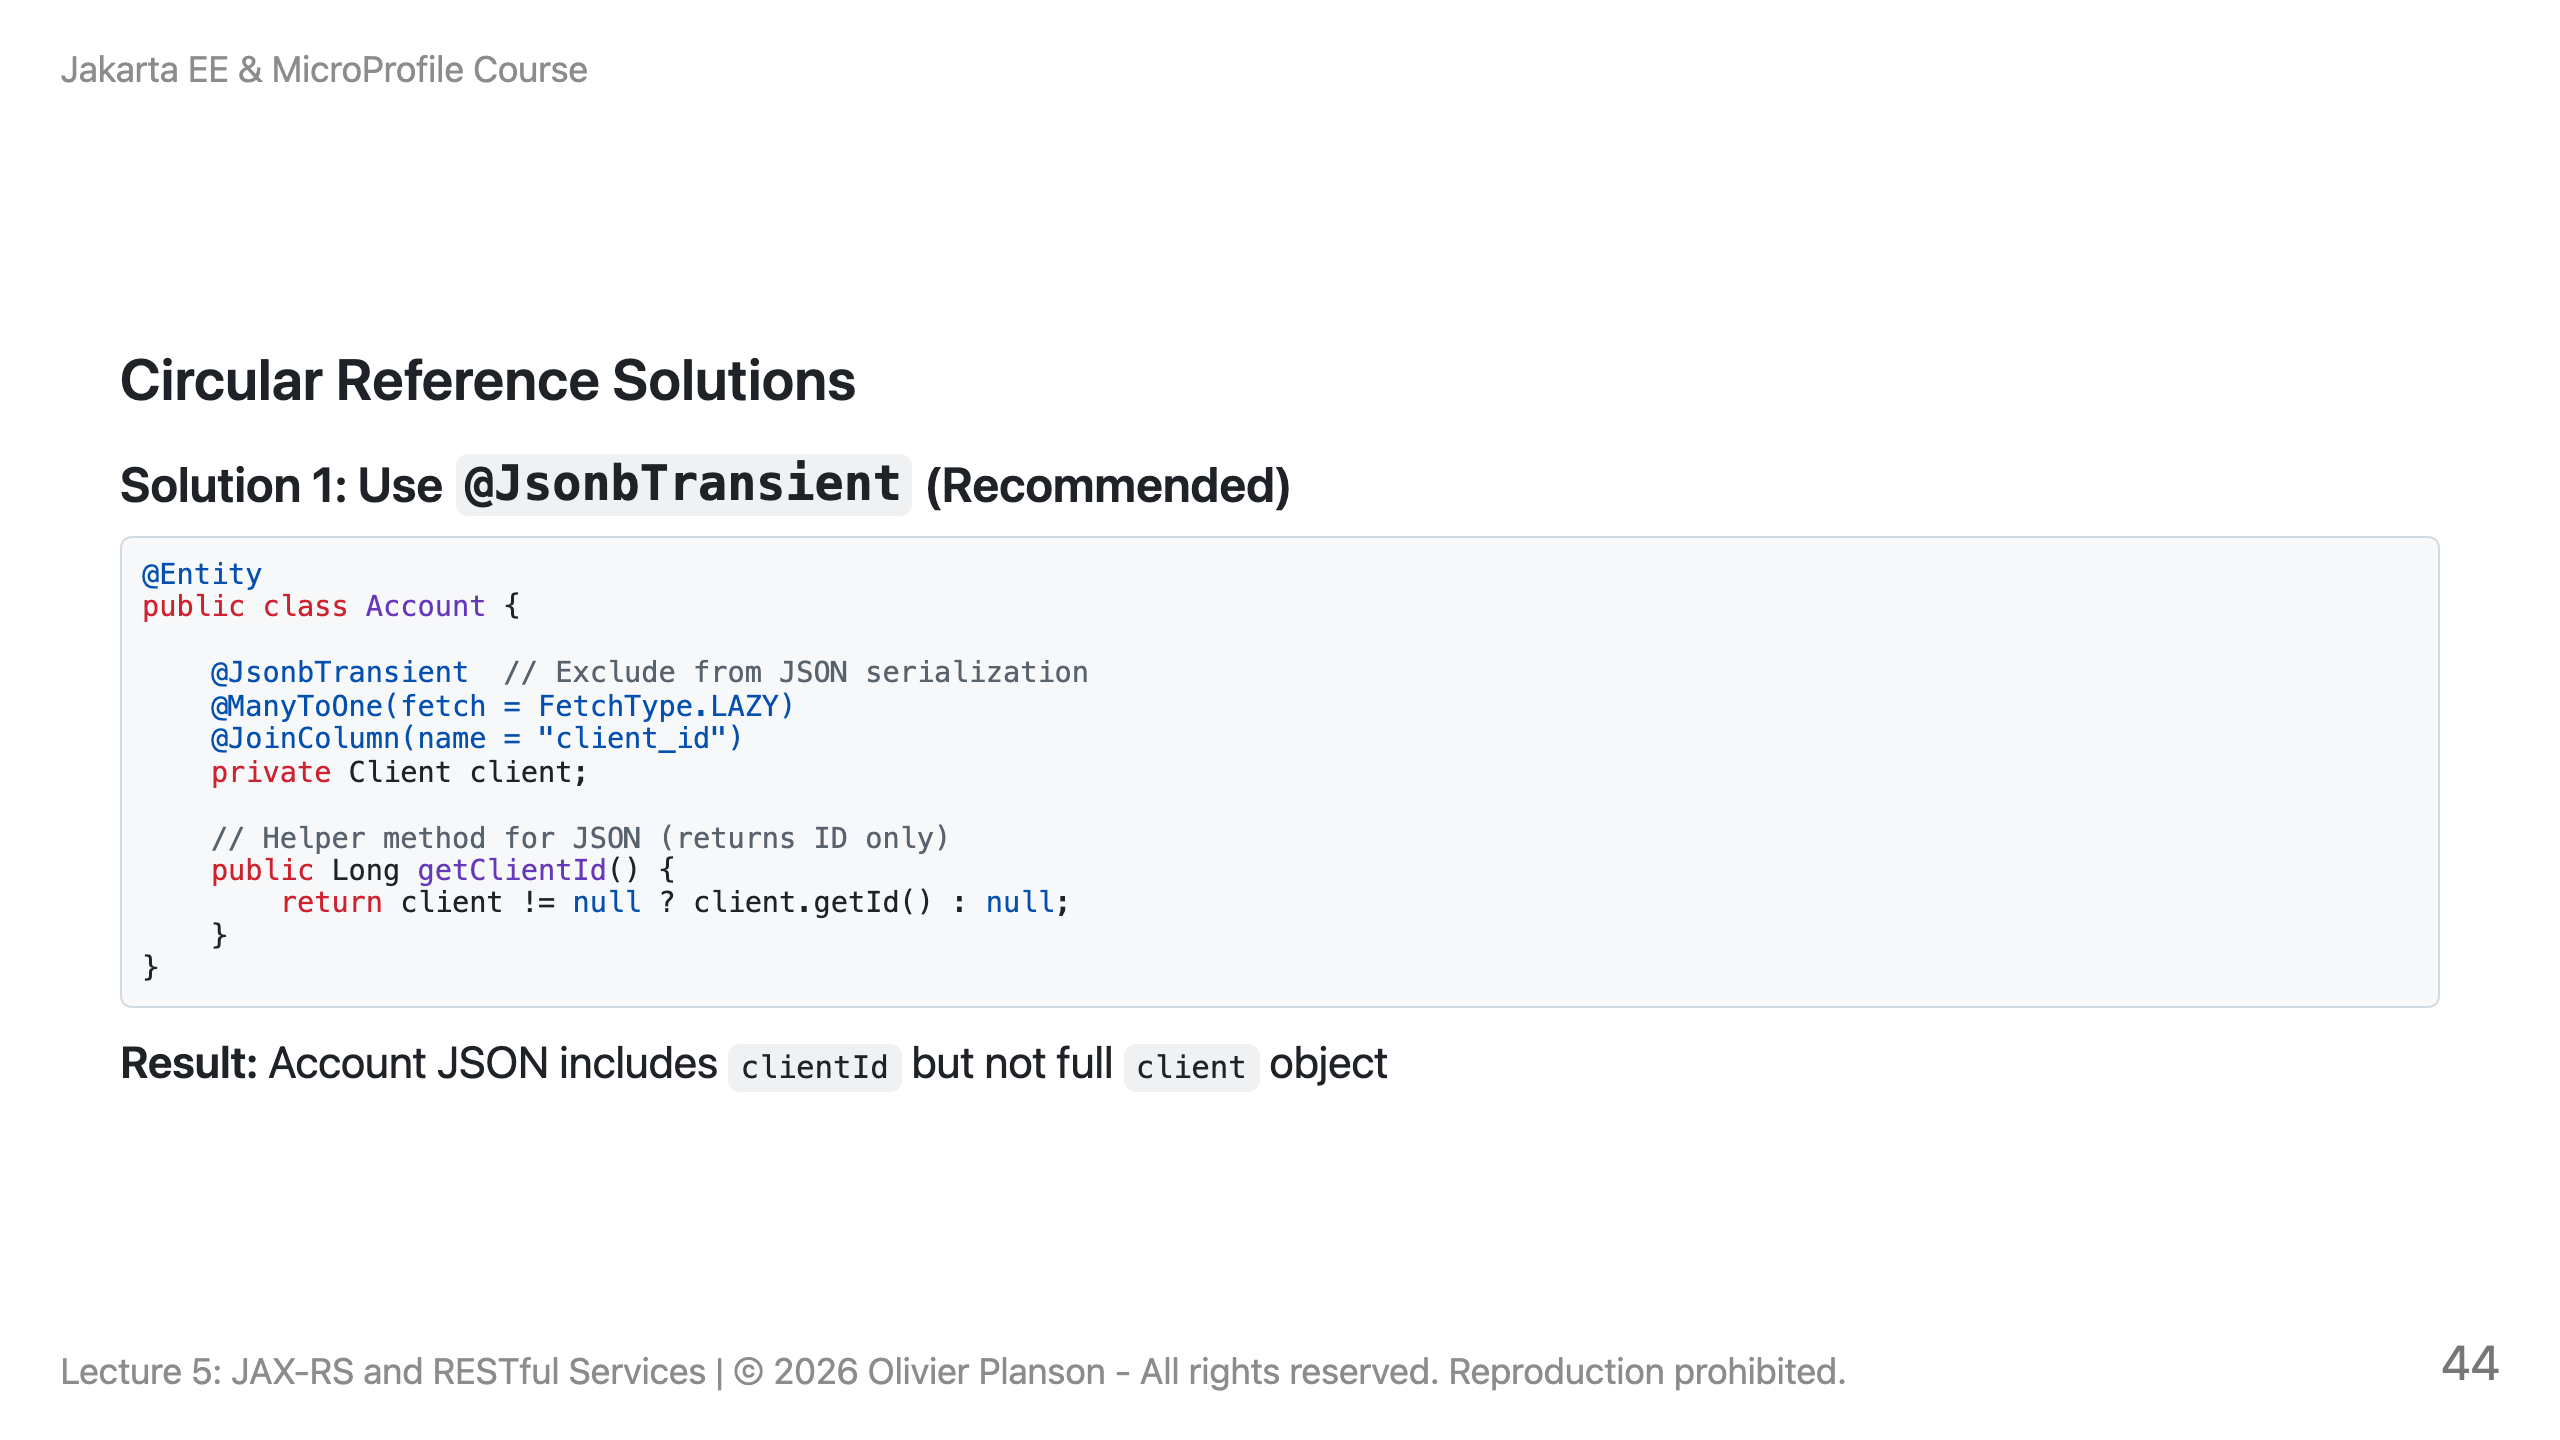 Jakarta EE & MicroProfile Course
Circular Reference Solutions
Solution 1: Use @JsonbTransient (Recommended)
@Entity
public class Account {
    @JsonbTransient  // Exclude from JSON serialization
    @ManyToOne(fetch = FetchType.LAZY)
    @JoinColumn(name = "client_id")
    private Client client;
    // Helper method for JSON (returns ID only)
    public Long getClientId() {
        return client != null ? client.getId() : null;
    }
}
Result: Account JSON includes clientId but not full client object
Lecture 5: JAX-RS and RESTful Services | © 2026 Olivier Planson - All rights reserved. Reproduction prohibited.
44